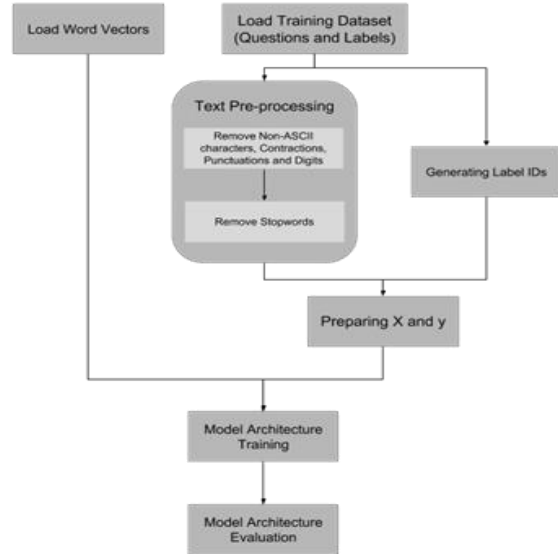 Load Word Vectors
Load Training Dataset
(Questions and Labels)
Text Pre-processing
Remove Non-ASCII
characters, Contractions,
Punctuations and Digits
Remove Stopwords
Generating Label IDs
Preparing X and y
Model Architecture
Training
Model Architecture
Evaluation